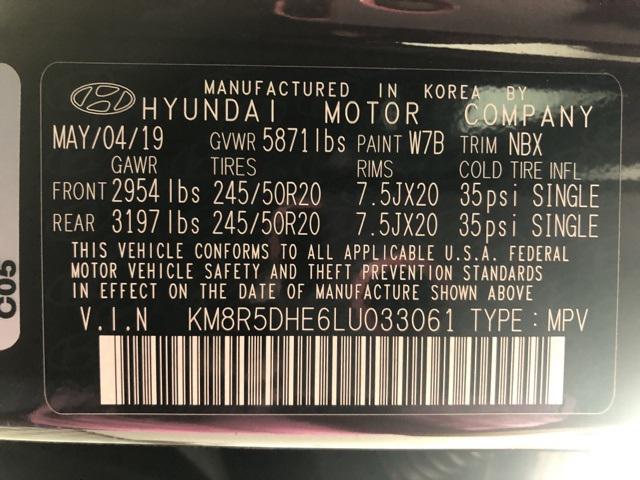 MANUFACTURED IN KOREA BY
HYUNDAI MOTOR COMPANY
MAY/04/19 GVWR 5871lbs PAINT W7B TRIM NBX
GAWR TIRES RIMS COLD TIRE INFL
FRONT 2954lbs 245/50R20 7.5JX20 35psi SINGLE
REAR 3197lbs 245/50R20 7.5JX20 35psi SINGLE
THIS VEHICLE CONFORMS TO ALL APPLICABLE U.S.A. FEDERAL
MOTOR VEHICLE SAFETY AND THEFT PREVENTION STANDARDS
IN EFFECT ON THE DATE OF MANUFACTURE SHOWN ABOVE
V.I.N KM8R5DHE6LU033061 TYPE : MPV
C05